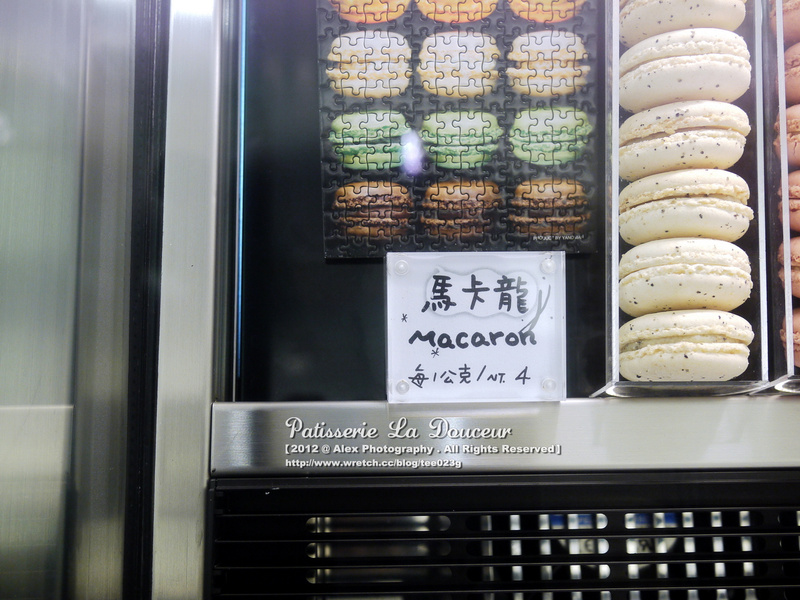 馬卡龍
Macaron
每1公克/NT. 4
Patisserie La Douceur
[ 2012 @ Alex Photography . All Rights Reserved ]
http://www.wretch.cc/blog/tee023g